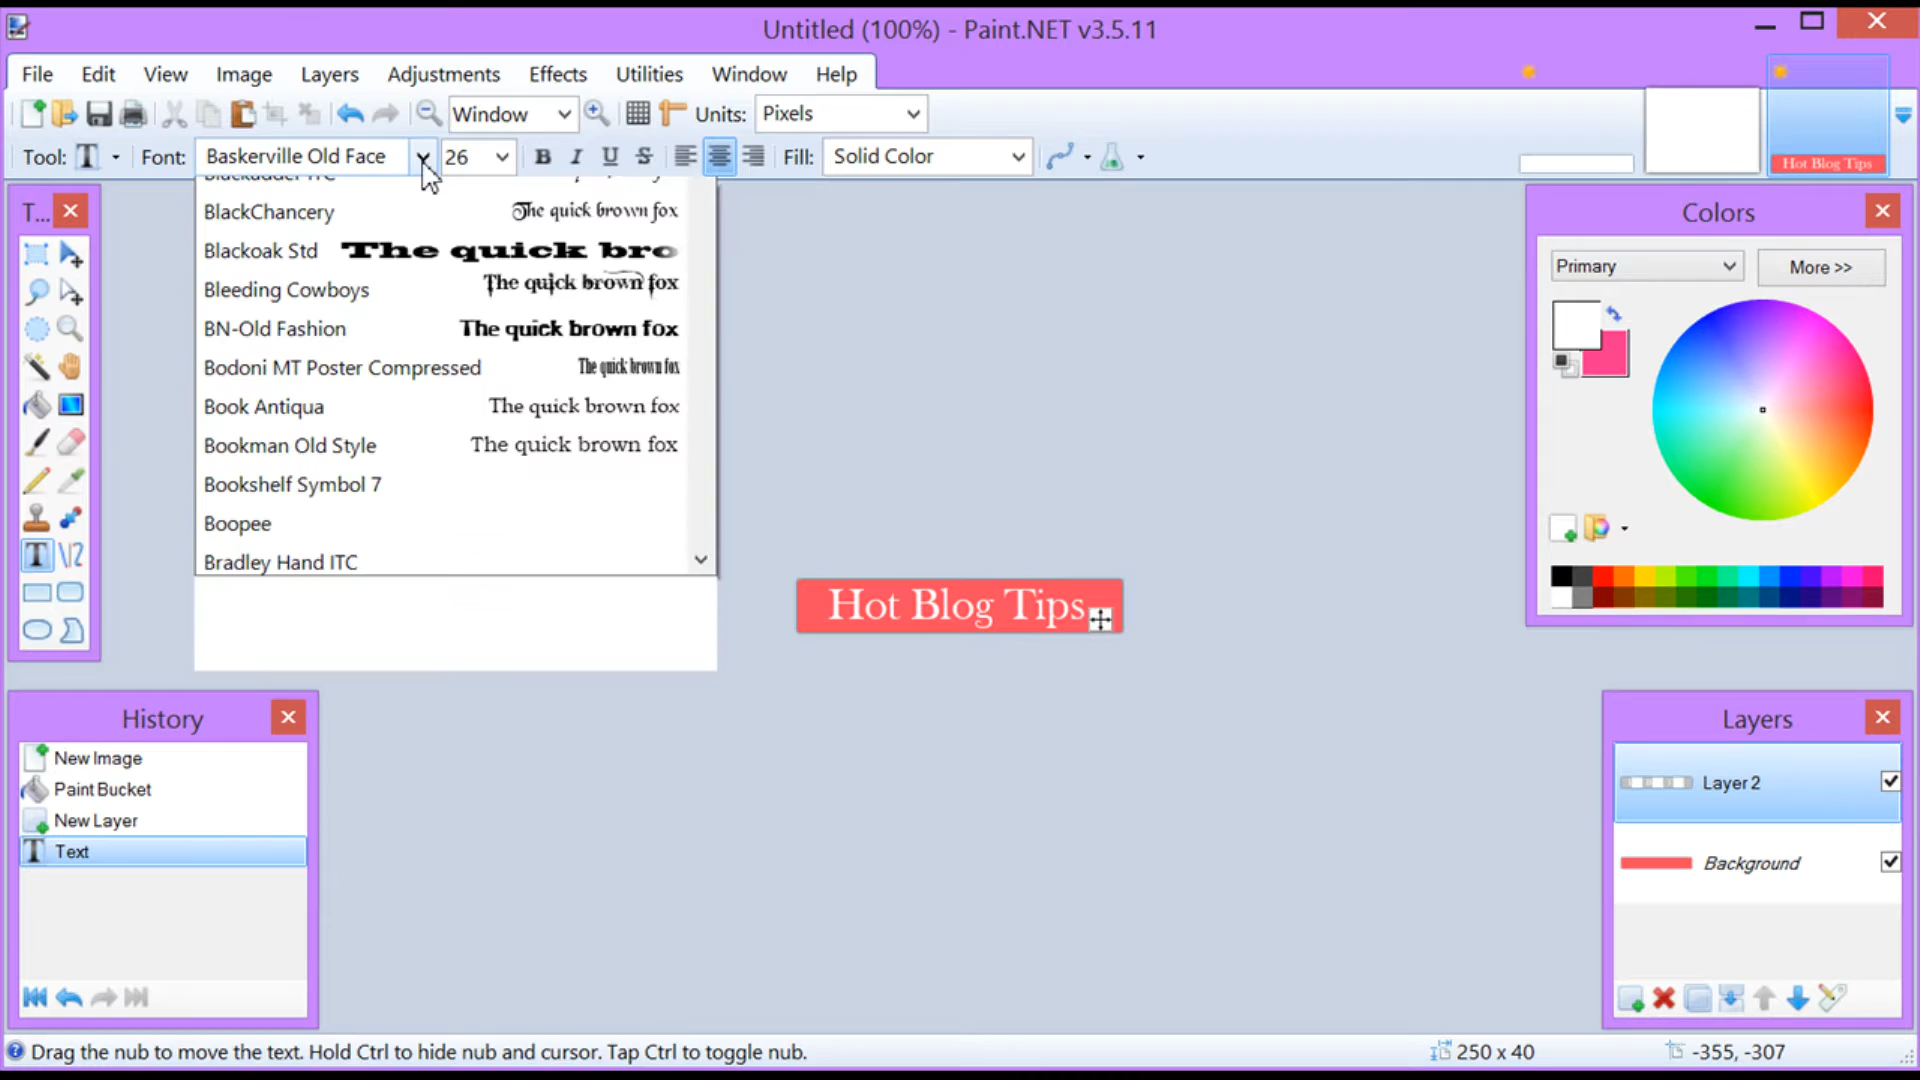 Untitled (100%) - Paint.NET v3.5.11
File Edit View Image Layers Adjustments Effects Utilities Window Help
Window Units: Pixels
Tool: Font: Baskerville Old Face 26 B I U S Fill: Solid Color
Hot Blog Tips
T...
Blackadder ITC
BlackChancery The quick brown fox
Blackoak Std The quick bro
Bleeding Cowboys The quick brown fox
BN-Old Fashion The quick brown fox
Bodoni MT Poster Compressed The quick brown fox
Book Antiqua The quick brown fox
Bookman Old Style The quick brown fox
Bookshelf Symbol 7
Boopee
Bradley Hand ITC
Colors
Primary More >>
Hot Blog Tips
History
New Image
Paint Bucket
New Layer
Text
Layers
Layer 2
Background
Drag the nub to move the text. Hold Ctrl to hide nub and cursor. Tap Ctrl to toggle nub. 250 x 40 -355, -307